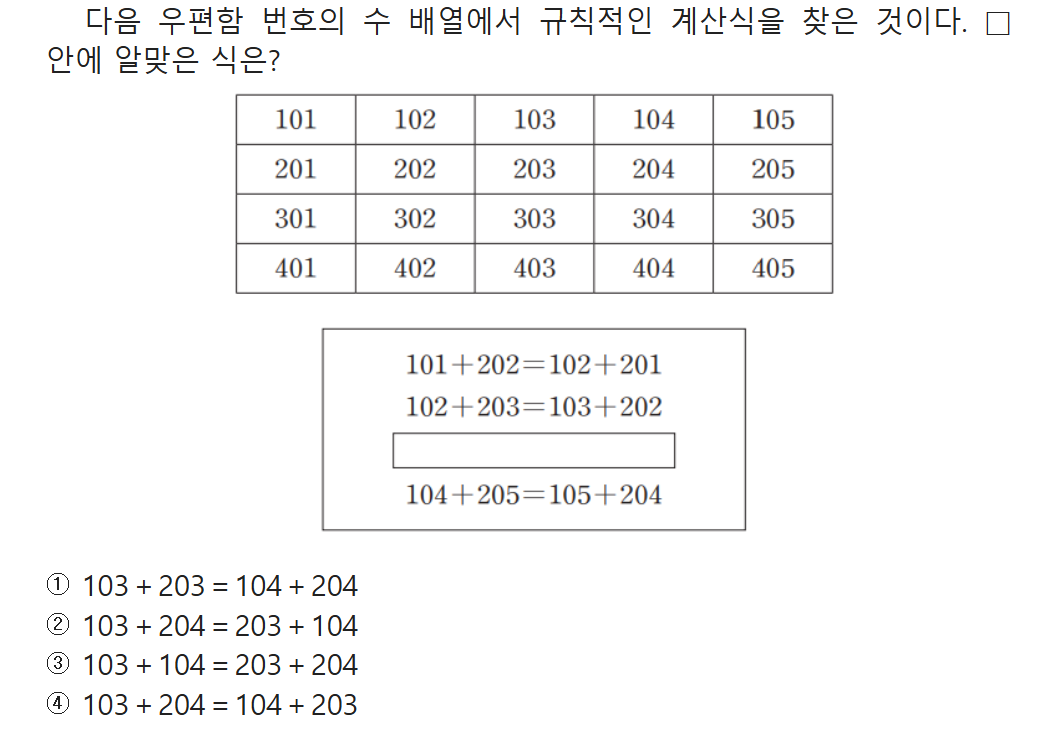 다음 우편함 번호의 수 배열에서 규칙적인 계산식을 찾은 것이다. □
안에 알맞은 식은?
101 102 103 104 105
201 202 203 204 205
301 302 303 304 305
401 402 403 404 405
101+202=102+201
102+203=103+202
104+205=105+204
① 103 + 203 = 104 + 204
② 103 + 204 = 203 + 104
③ 103 + 104 = 203 + 204
④ 103 + 204 = 104 + 203